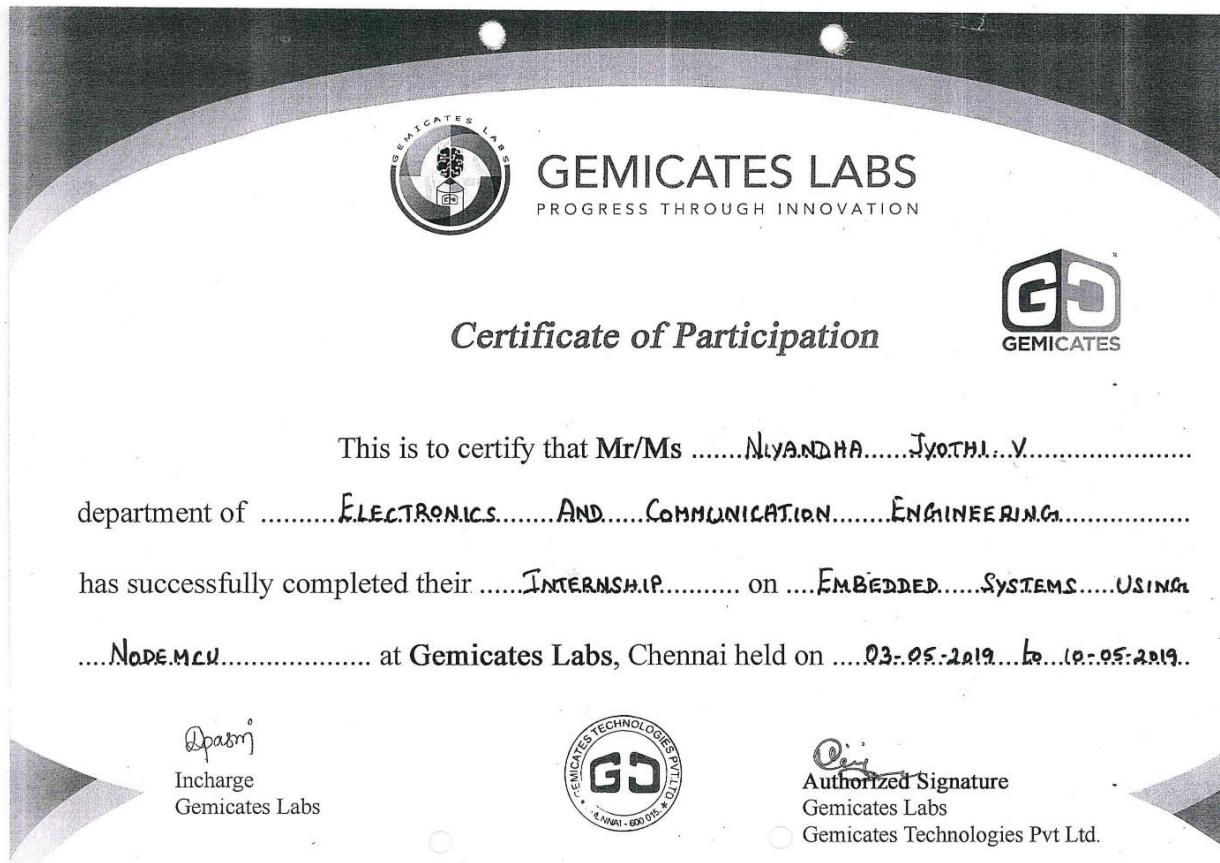 GEMICATES LABS
GEMICATES LABS
PROGRESS THROUGH INNOVATION
GEMICATES
Certificate of Participation
This is to certify that Mr/Ms .......NIYANDHA......JYOTHI..V........................
department of ..........ELECTRONICS........AND.....COMMUNICATION........ENGINEERING..................
has successfully completed their ......INTERNSHIP........... on ....EMBEDDED......SYSTEMS.....USING
....NODEMCU..................... at Gemicates Labs, Chennai held on ....03-05-2019...to...10-05-2019..
Incharge
Gemicates Labs
GEMICATES TECHNOLOGIES PVT.LTD
600 015
Authorized Signature
Gemicates Labs
Gemicates Technologies Pvt Ltd.